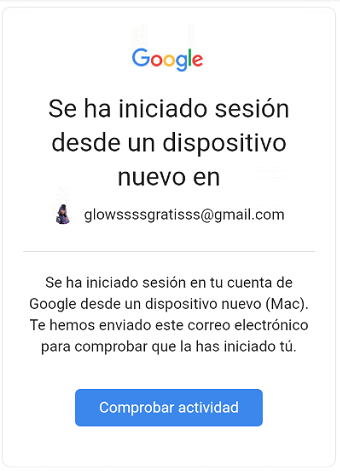 Google
Se ha iniciado sesión
desde un dispositivo
nuevo en
glowssssgratisss@gmail.com
Se ha iniciado sesión en tu cuenta de
Google desde un dispositivo nuevo (Mac).
Te hemos enviado este correo electrónico
para comprobar que la has iniciado tú.
Comprobar actividad